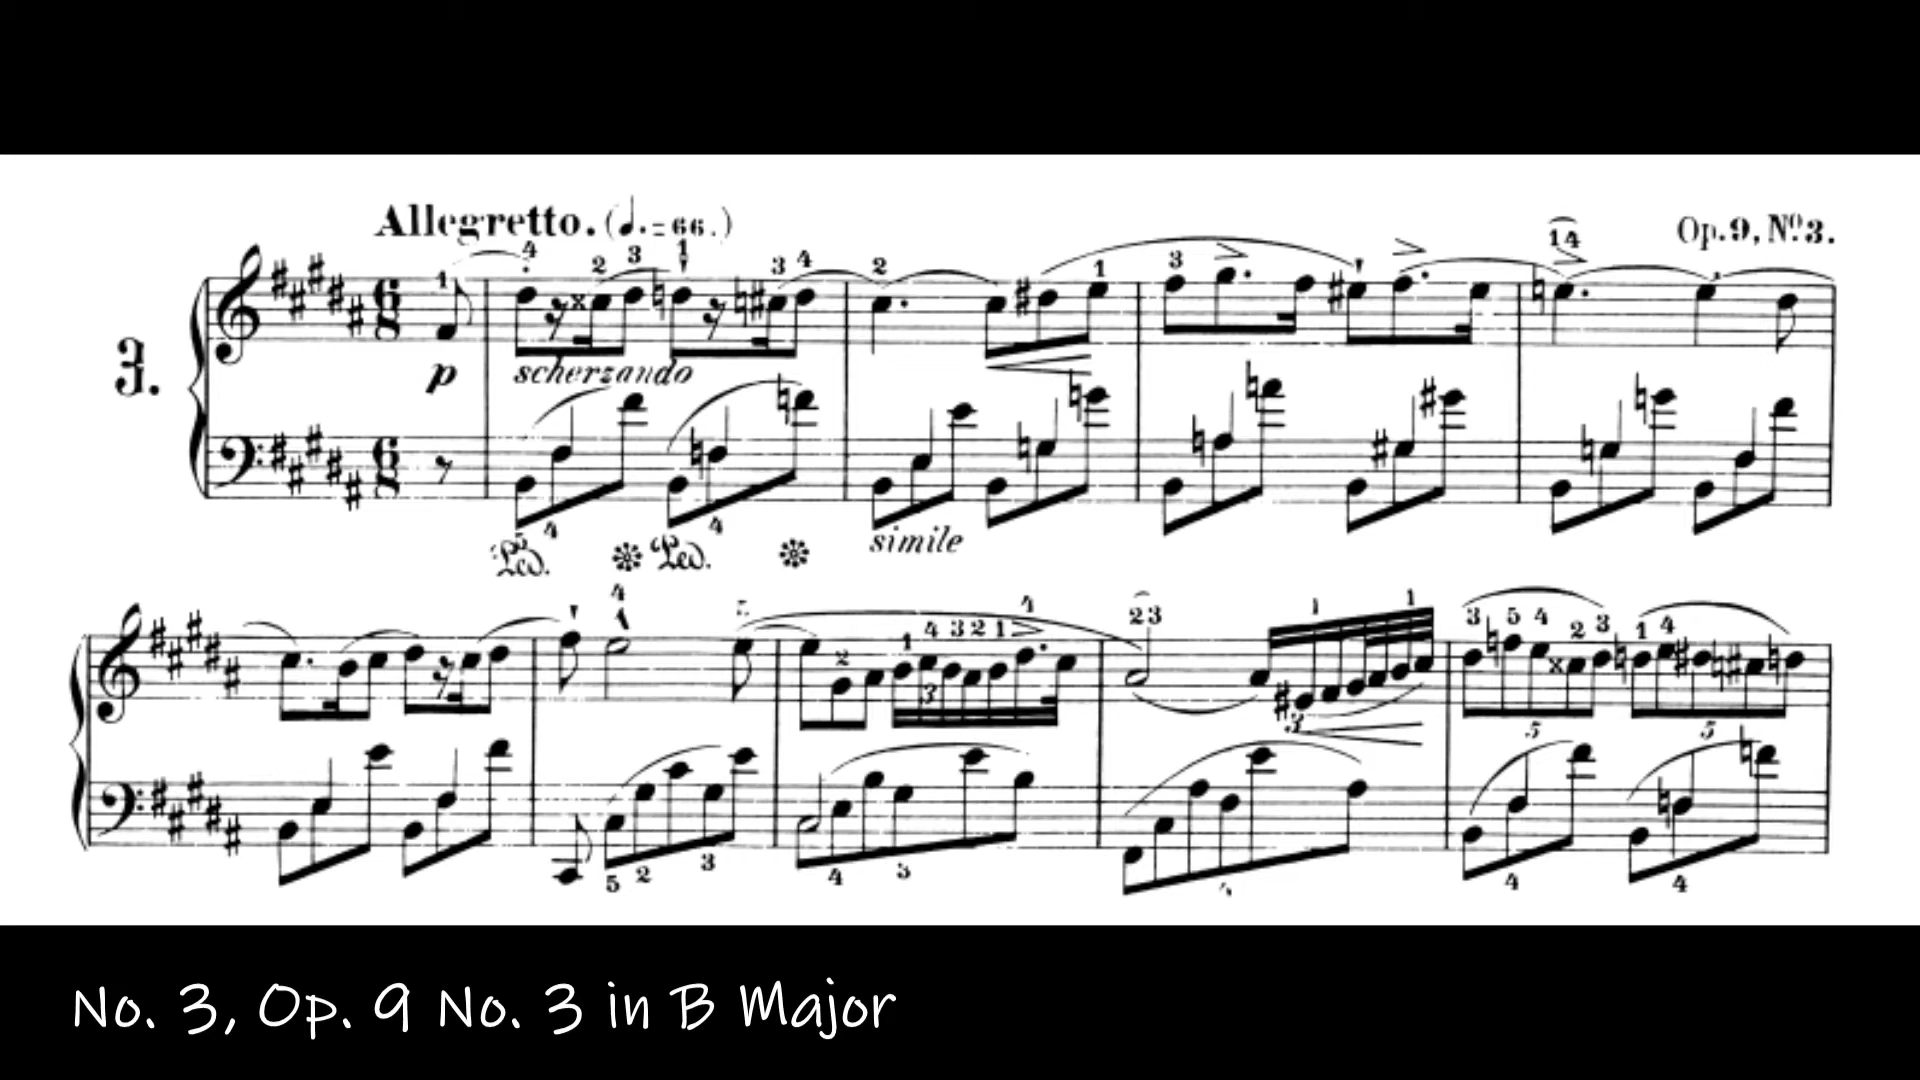 Allegretto. (♩. = 66.)
Op. 9, Nº 3.
3.
p scherzando
simile
No. 3, Op. 9 No. 3 in B Major